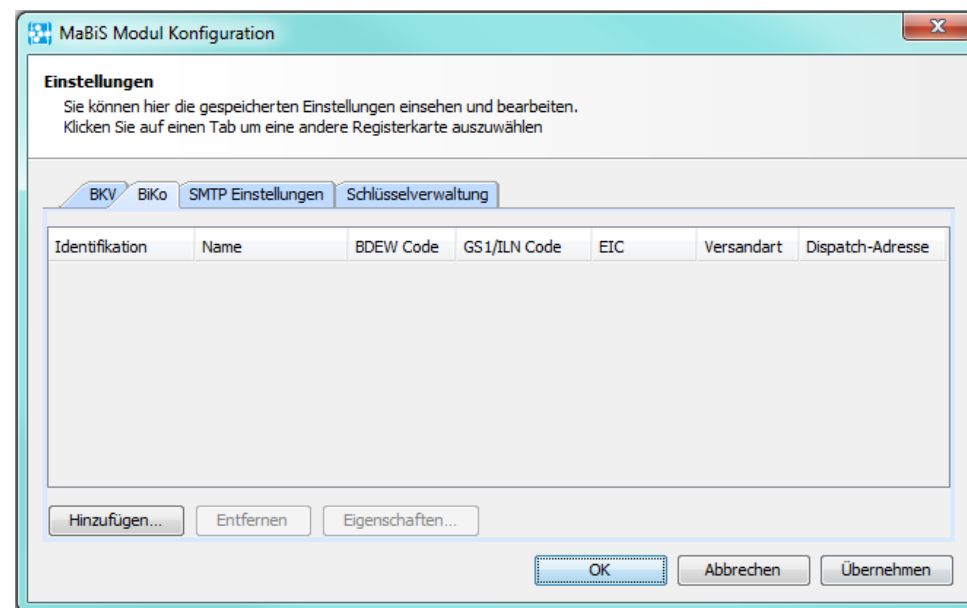 MaBiS Modul Konfiguration
Einstellungen
Sie können hier die gespeicherten Einstellungen einsehen und bearbeiten.
Klicken Sie auf einen Tab um eine andere Registerkarte auszuwählen
BKV BiKo SMTP Einstellungen Schlüsselverwaltung
Identifikation Name BDEW Code GS1/ILN Code EIC Versandart Dispatch-Adresse
Hinzufügen... Entfernen Eigenschaften...
OK Abbrechen Übernehmen